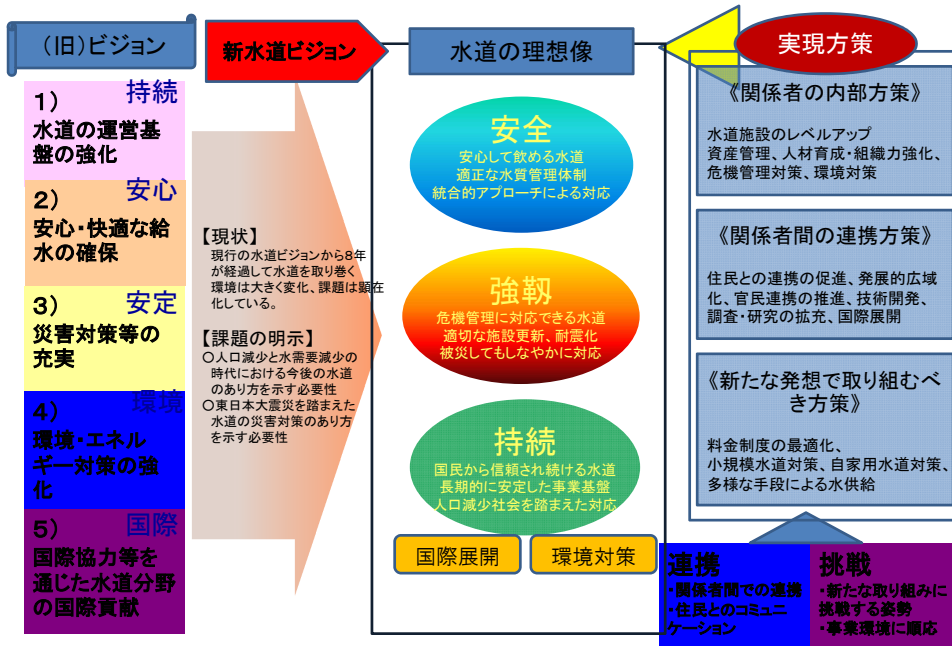 （旧）ビジョン
新水道ビジョン
水道の理想像
実現方策
1）
持続
水道の運営基
盤の強化
2）
安心
安心・快適な給
水の確保
3）
安定
災害対策等の
充実
4）
環境
環境・エネル
ギー対策の強
化
5）
国際
国際協力等を
通じた水道分野
の国際貢献
【現状】
現行の水道ビジョンから８年
が経過して水道を取り巻く
環境は大きく変化、課題は顕在
化している。
【課題の明示】
○人口減少と水需要減少の
時代における今後の水道
のあり方を示す必要性
○東日本大震災を踏まえた
水道の災害対策のあり方
を示す必要性
安全
安心して飲める水道
適正な水質管理体制
統合的アプローチによる対応
強靱
危機管理に対応できる水道
適切な施設更新、耐震化
被災してもしなやかに対応
持続
国民から信頼され続ける水道
長期的に安定した事業基盤
人口減少社会を踏まえた対応
国際展開
環境対策
《関係者の内部方策》
水道施設のレベルアップ
資産管理、人材育成・組織力強化、
危機管理対策、環境対策
《関係者間の連携方策》
住民との連携の促進、発展的広域
化、官民連携の推進、技術開発、
調査・研究の拡充、国際展開
《新たな発想で取り組むべ
き方策》
料金制度の最適化、
小規模水道対策、自家用水道対策、
多様な手段による水供給
連携
・関係者間での連携
・住民とのコミュニ
ケーション
挑戦
・新たな取り組みに
挑戦する姿勢
・事業環境に順応